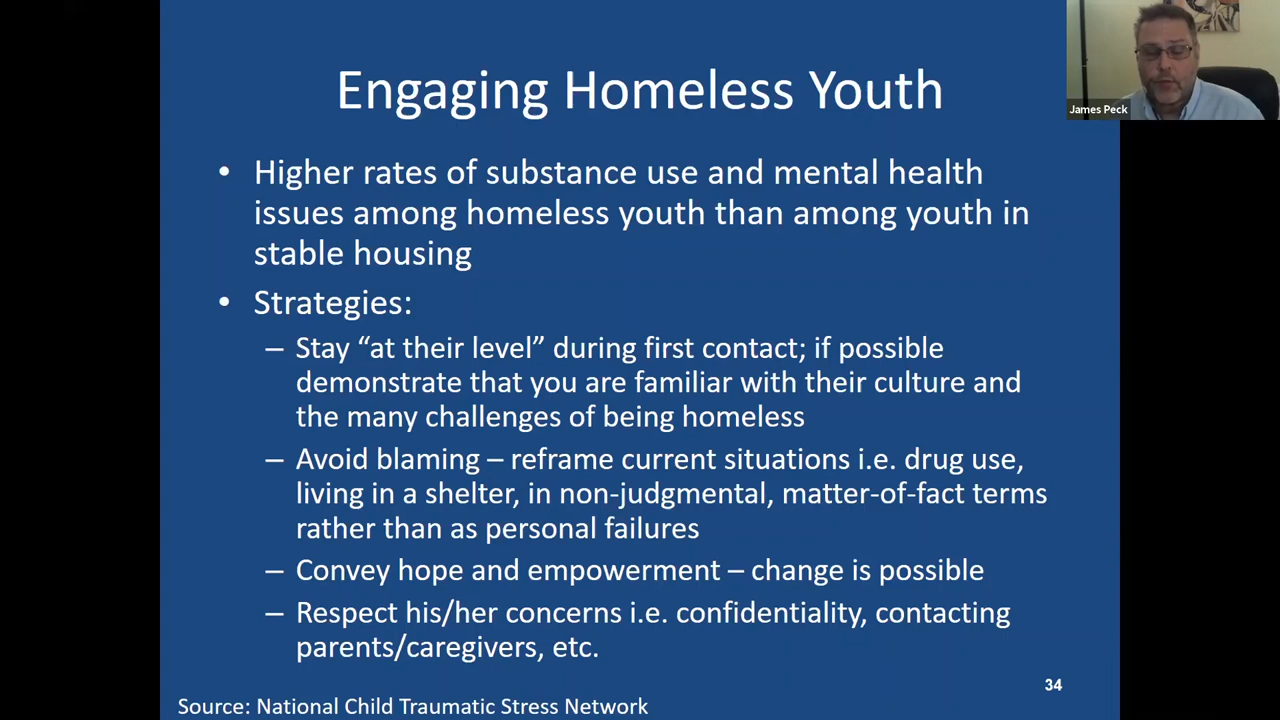 Engaging Homeless Youth
James Peck
• Higher rates of substance use and mental health
issues among homeless youth than among youth in
stable housing
• Strategies:
– Stay “at their level” during first contact; if possible
demonstrate that you are familiar with their culture and
the many challenges of being homeless
– Avoid blaming – reframe current situations i.e. drug use,
living in a shelter, in non-judgmental, matter-of-fact terms
rather than as personal failures
– Convey hope and empowerment – change is possible
– Respect his/her concerns i.e. confidentiality, contacting
parents/caregivers, etc.
34
Source: National Child Traumatic Stress Network